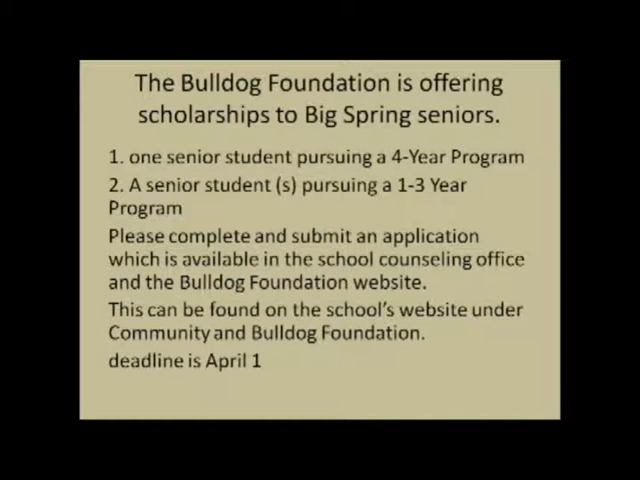 The Bulldog Foundation is offering
scholarships to Big Spring seniors.
1. one senior student pursuing a 4-Year Program
2. A senior student (s) pursuing a 1-3 Year
Program
Please complete and submit an application
which is available in the school counseling office
and the Bulldog Foundation website.
This can be found on the school's website under
Community and Bulldog Foundation.
deadline is April 1